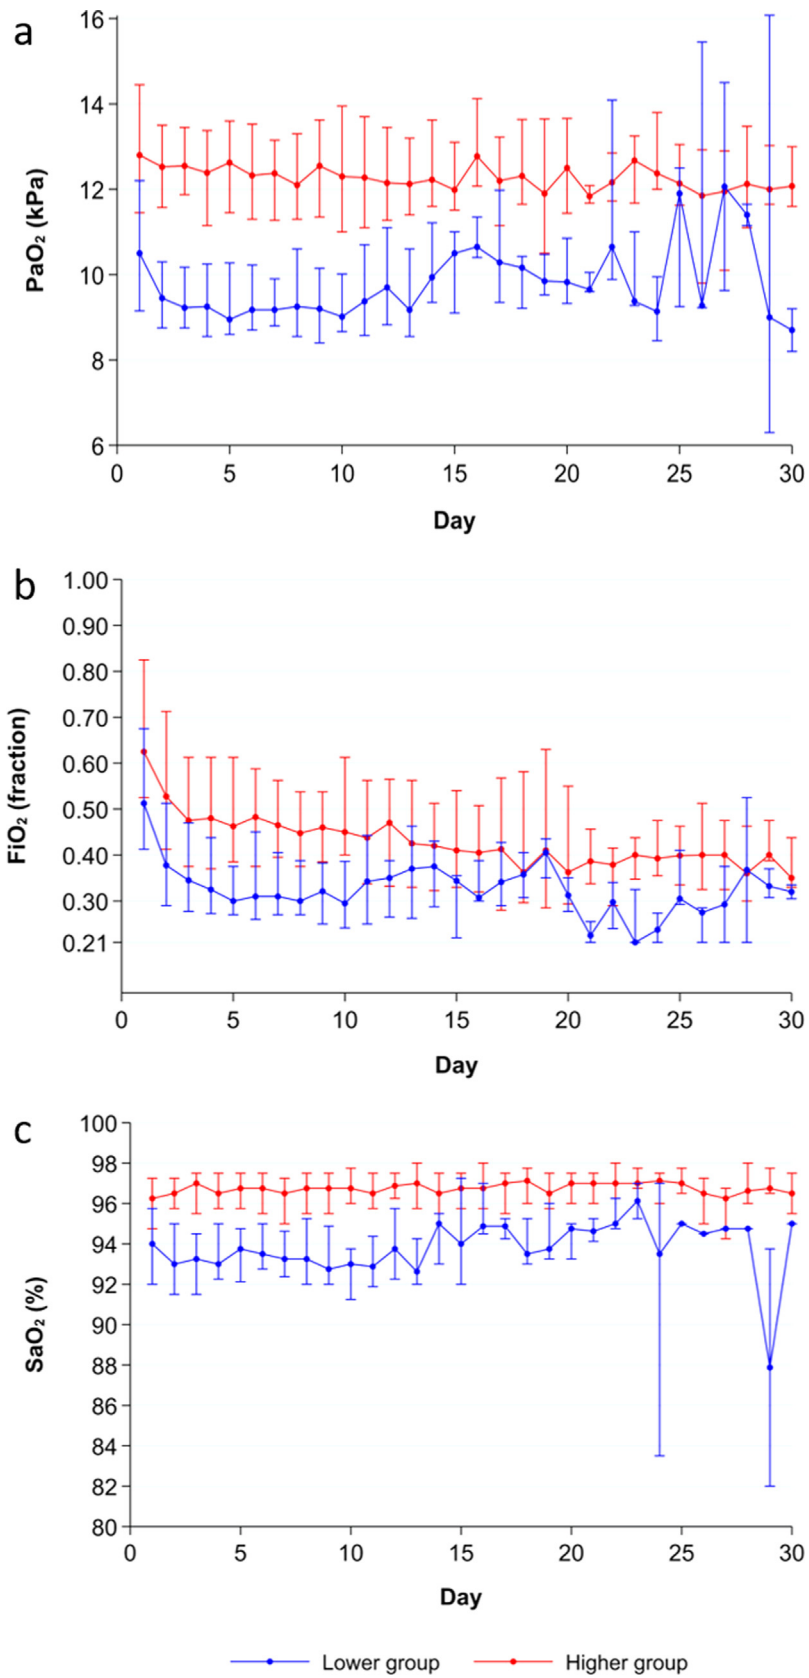 a
16
14
12
10
8
6
PaO₂ (kPa)
0 5 10 15 20 25 30
Day
b
1.00
0.90
0.80
0.70
0.60
0.50
0.40
0.30
0.21
FiO₂ (fraction)
0 5 10 15 20 25 30
Day
c
100
98
96
94
92
90
88
86
84
82
80
SaO₂ (%)
0 5 10 15 20 25 30
Day
Lower group Higher group